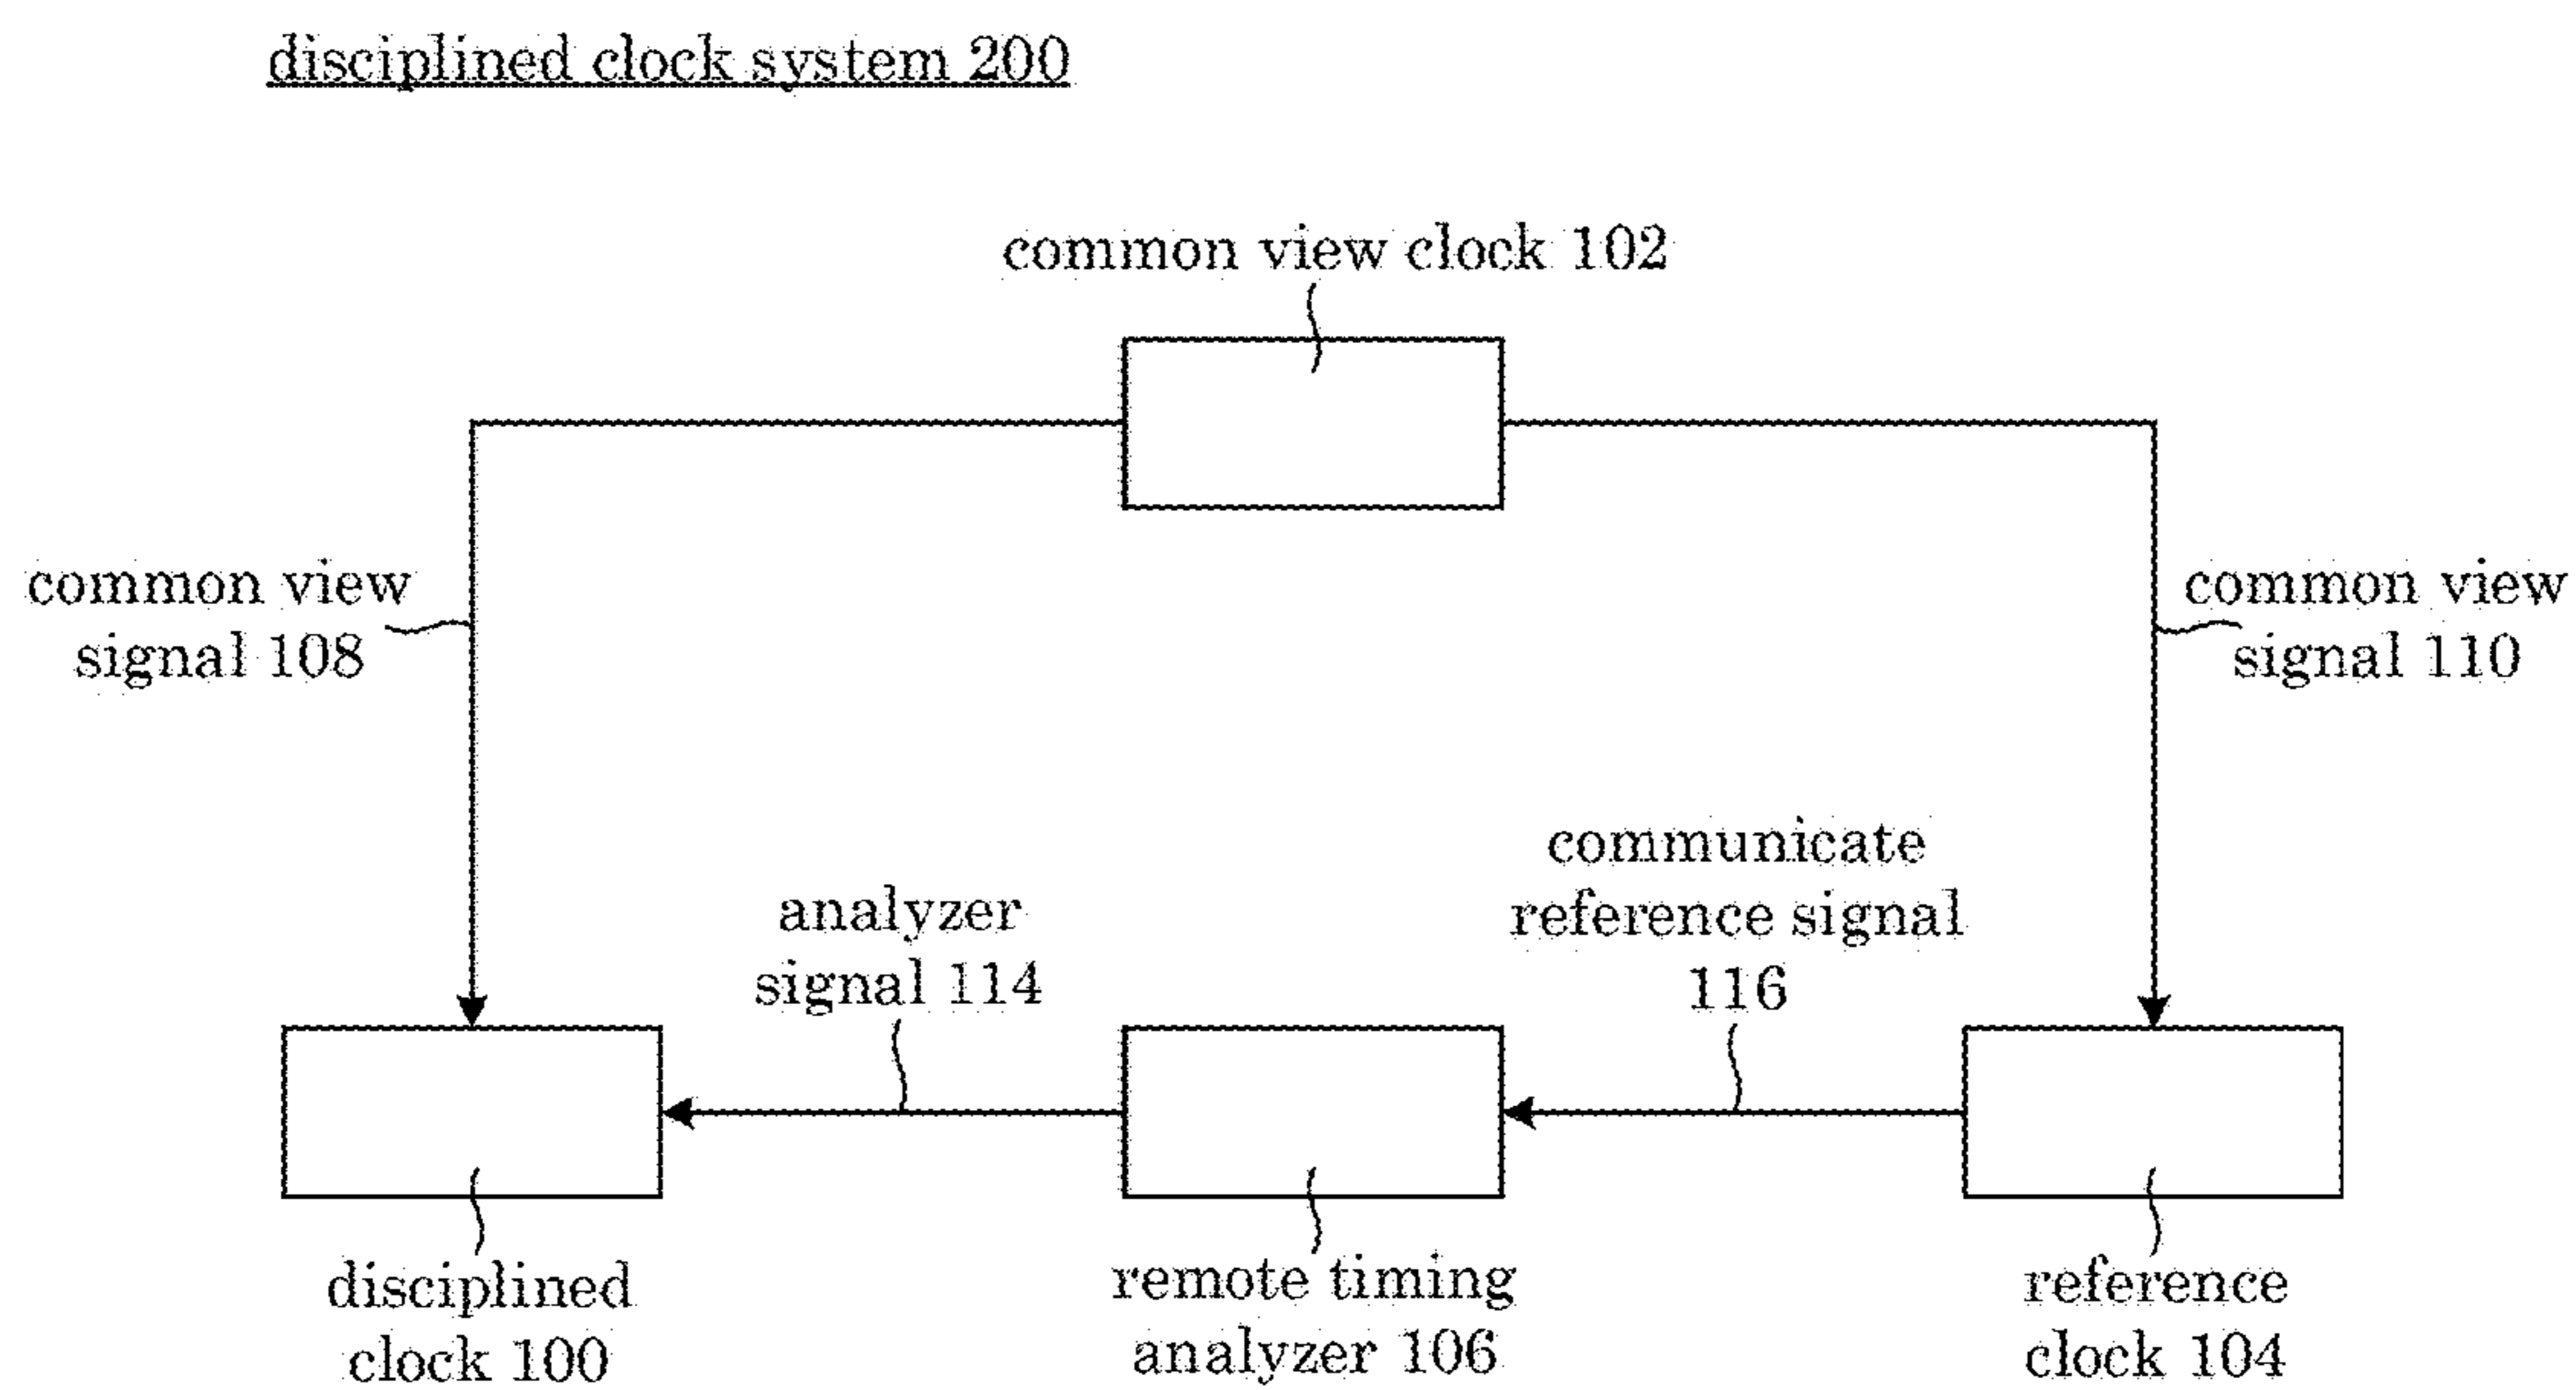 disciplined clock system 200
common view clock 102
common view
signal 108
common view
signal 110
communicate
reference signal
116
analyzer
signal 114
disciplined
clock 100
remote timing
analyzer 106
reference
clock 104